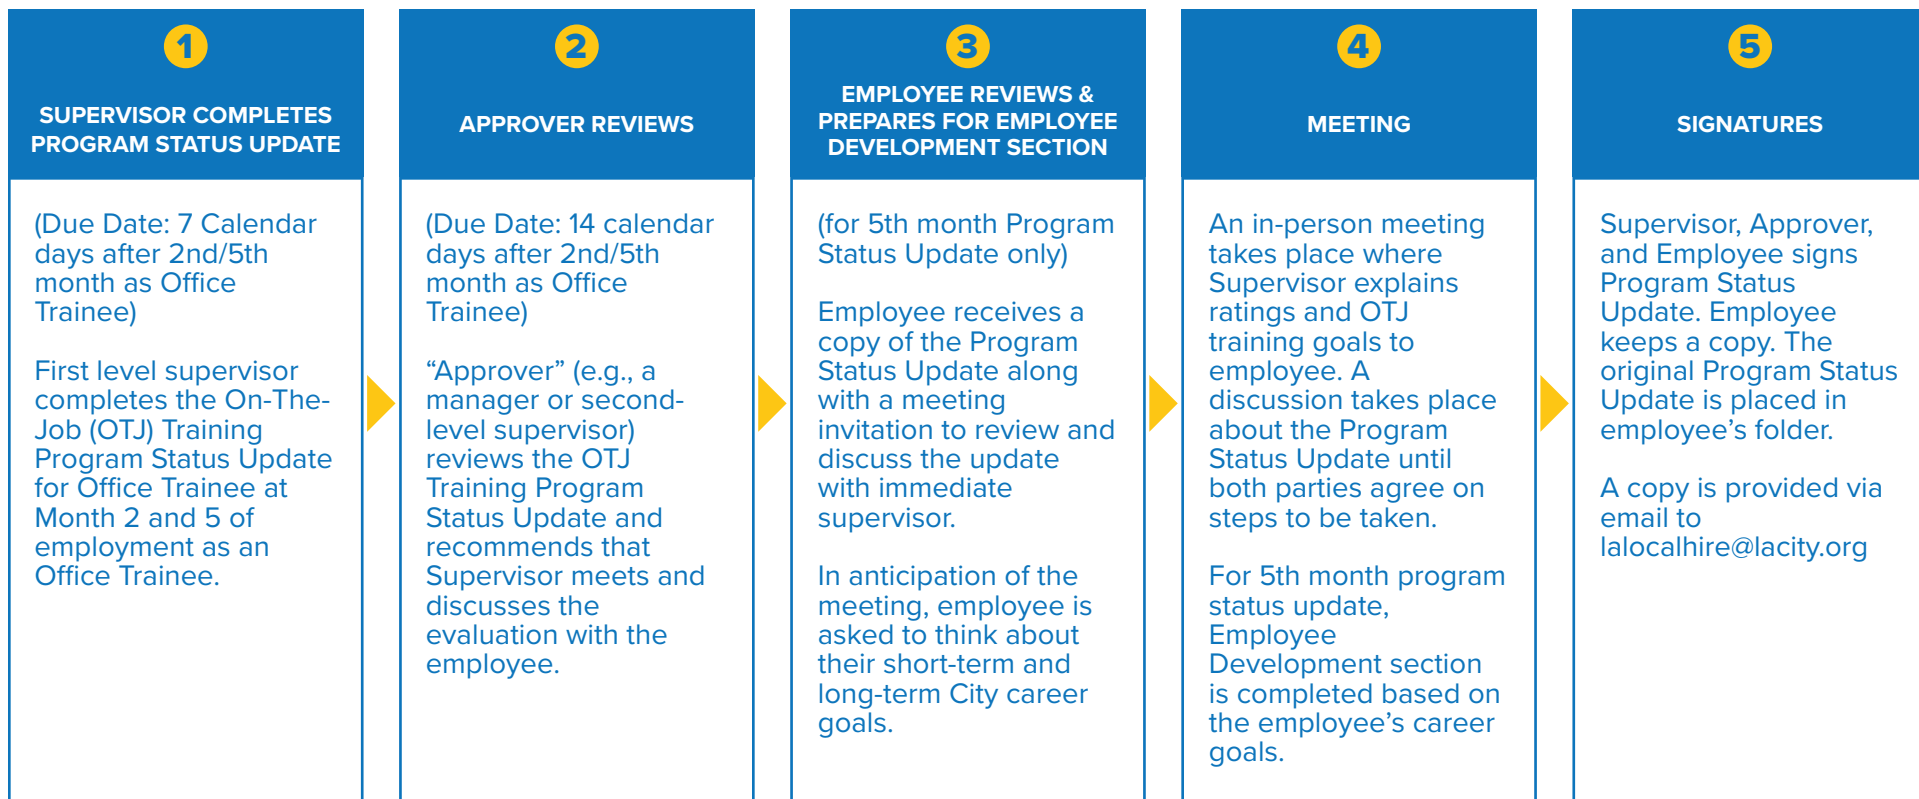 1
SUPERVISOR COMPLETES
PROGRAM STATUS UPDATE
(Due Date: 7 Calendar
days after 2nd/5th
month as Office
Trainee)
First level supervisor
completes the On-The-
Job (OTJ) Training
Program Status Update
for Office Trainee at
Month 2 and 5 of
employment as an
Office Trainee.
2
APPROVER REVIEWS
(Due Date: 14 calendar
days after 2nd/5th
month as Office
Trainee)
“Approver” (e.g., a
manager or second-
level supervisor)
reviews the OTJ
Training Program
Status Update and
recommends that
Supervisor meets and
discusses the
evaluation with the
employee.
3
EMPLOYEE REVIEWS &
PREPARES FOR EMPLOYEE
DEVELOPMENT SECTION
(for 5th month Program
Status Update only)
Employee receives a
copy of the Program
Status Update along
with a meeting
invitation to review and
discuss the update
with immediate
supervisor.
In anticipation of the
meeting, employee is
asked to think about
their short-term and
long-term City career
goals.
4
MEETING
An in-person meeting
takes place where
Supervisor explains
ratings and OTJ
training goals to
employee. A
discussion takes place
about the Program
Status Update until
both parties agree on
steps to be taken.
For 5th month program
status update,
Employee
Development section
is completed based on
the employee’s career
goals.
5
SIGNATURES
Supervisor, Approver,
and Employee signs
Program Status
Update. Employee
keeps a copy. The
original Program Status
Update is placed in
employee’s folder.
A copy is provided via
email to
lalocalhire@lacity.org